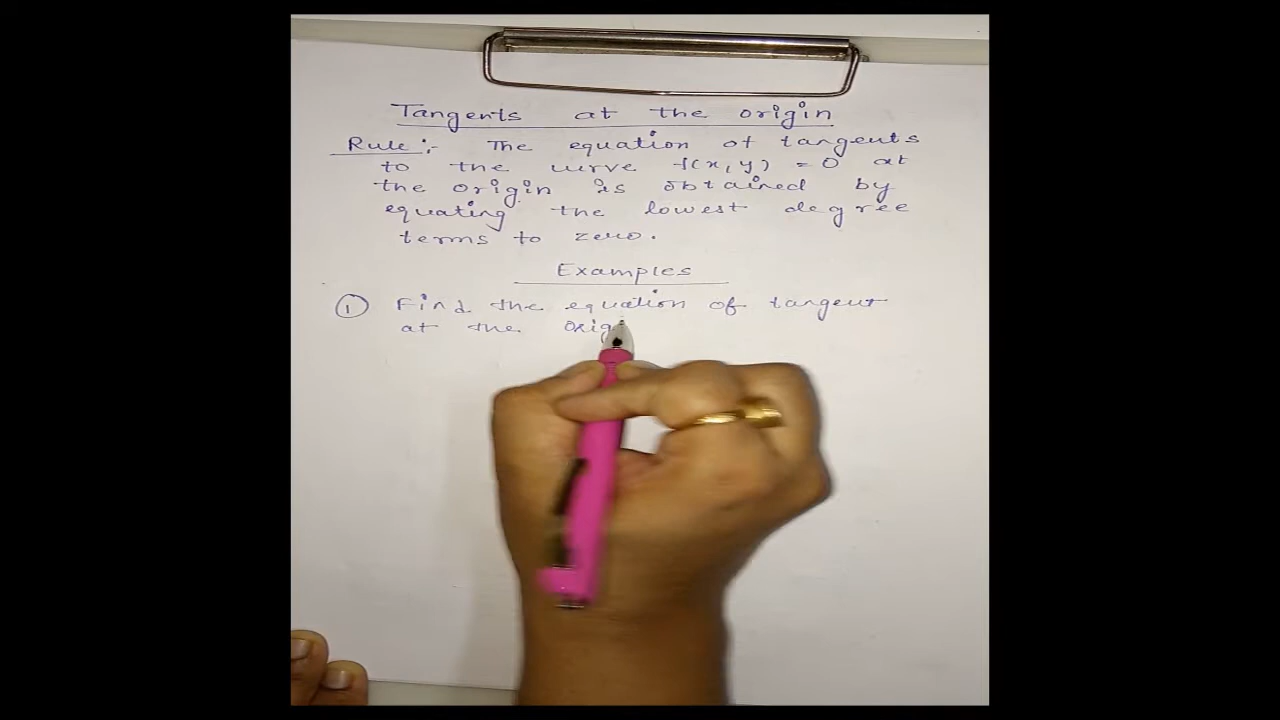 Tangents at the origin
Rule:- The equation of tangents
to the curve f(x, y) = 0 at
the origin is obtained by
equating the lowest degree
terms to zero.
Examples
① Find the equation of tangent
at the orig